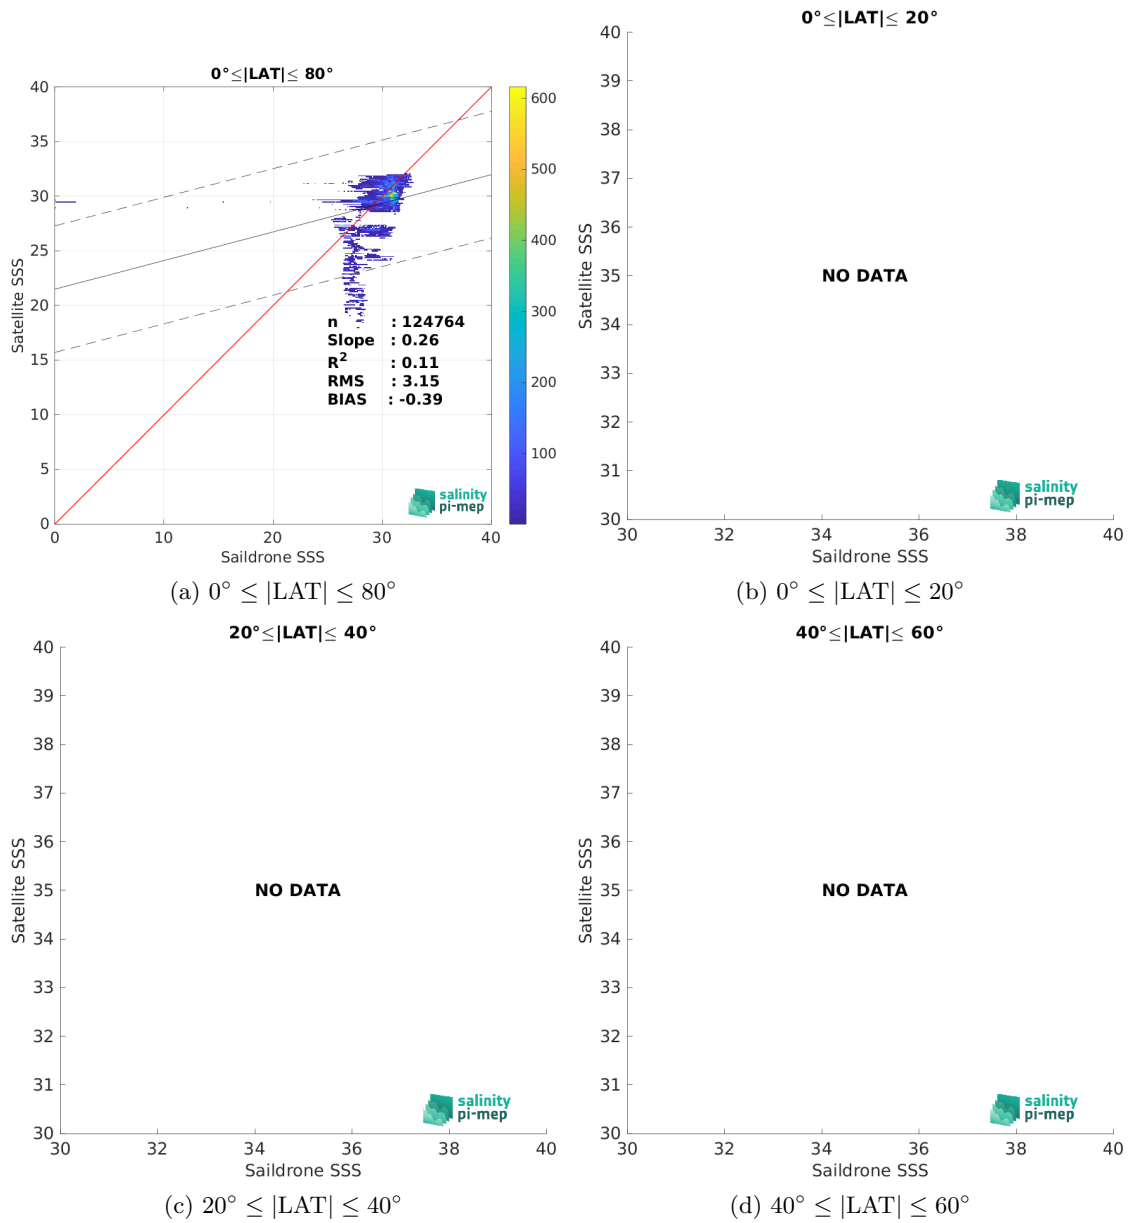 0°≤|LAT|≤ 80°
40
35
30
25
20
15
10
5
0
Satellite SSS
0
10
20
30
40
Saildrone SSS
600
500
400
300
200
100
n : 124764
Slope : 0.26
R² : 0.11
RMS : 3.15
BIAS : -0.39
salinity
pi-mep
(a) 0° ≤ |LAT| ≤ 80°
0°≤|LAT|≤ 20°
40
39
38
37
36
35
34
33
32
31
30
Satellite SSS
NO DATA
salinity
pi-mep
30
32
34
36
38
40
Saildrone SSS
(b) 0° ≤ |LAT| ≤ 20°
20°≤|LAT|≤ 40°
40
39
38
37
36
35
34
33
32
31
30
Satellite SSS
NO DATA
salinity
pi-mep
30
32
34
36
38
40
Saildrone SSS
(c) 20° ≤ |LAT| ≤ 40°
40°≤|LAT|≤ 60°
40
39
38
37
36
35
34
33
32
31
30
Satellite SSS
NO DATA
salinity
pi-mep
30
32
34
36
38
40
Saildrone SSS
(d) 40° ≤ |LAT| ≤ 60°